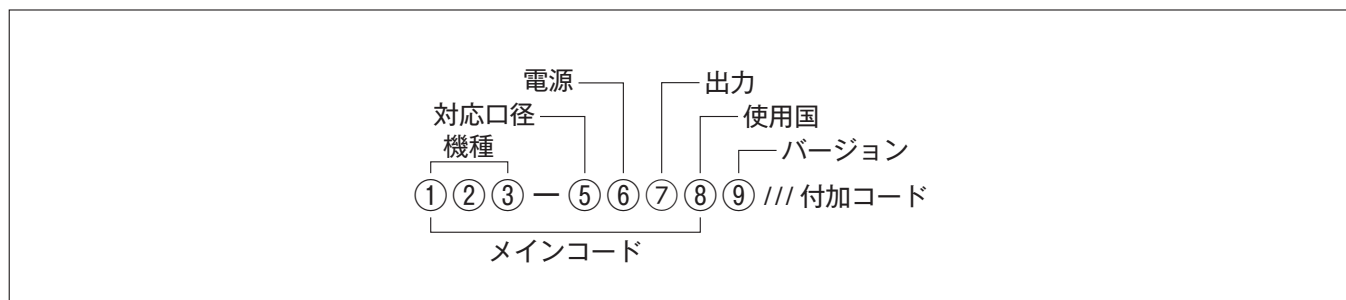 電源 出力
対応口径 使用国
機種 バージョン
①②③－⑤⑥⑦⑧⑨///付加コード
メインコード